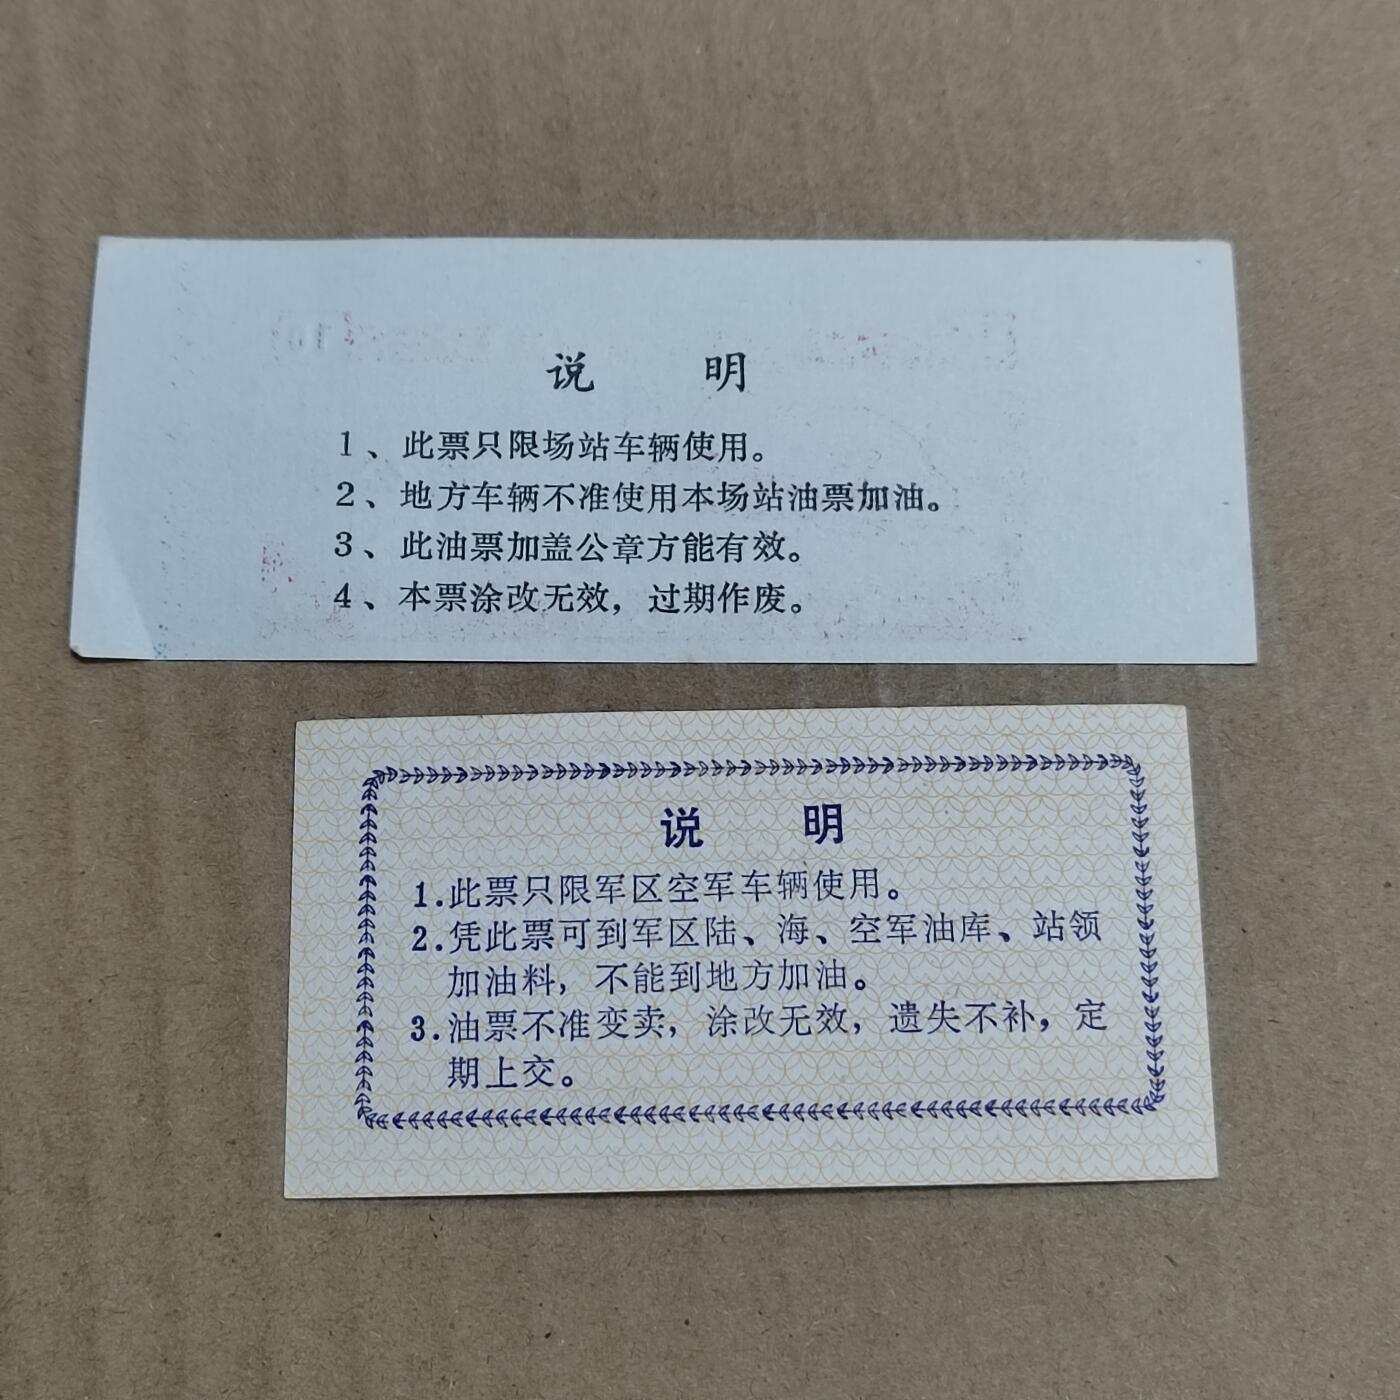 说 明
1、此票只限场站车辆使用。
2、地方车辆不准使用本场站油票加油。
3、此油票加盖公章方能有效。
4、本票涂改无效，过期作废。
说 明
1.此票只限军区空军车辆使用。
2.凭此票可到军区陆、海、空军油库、站领
加油料，不能到地方加油。
3.油票不准变卖，涂改无效，遗失不补，定
期上交。